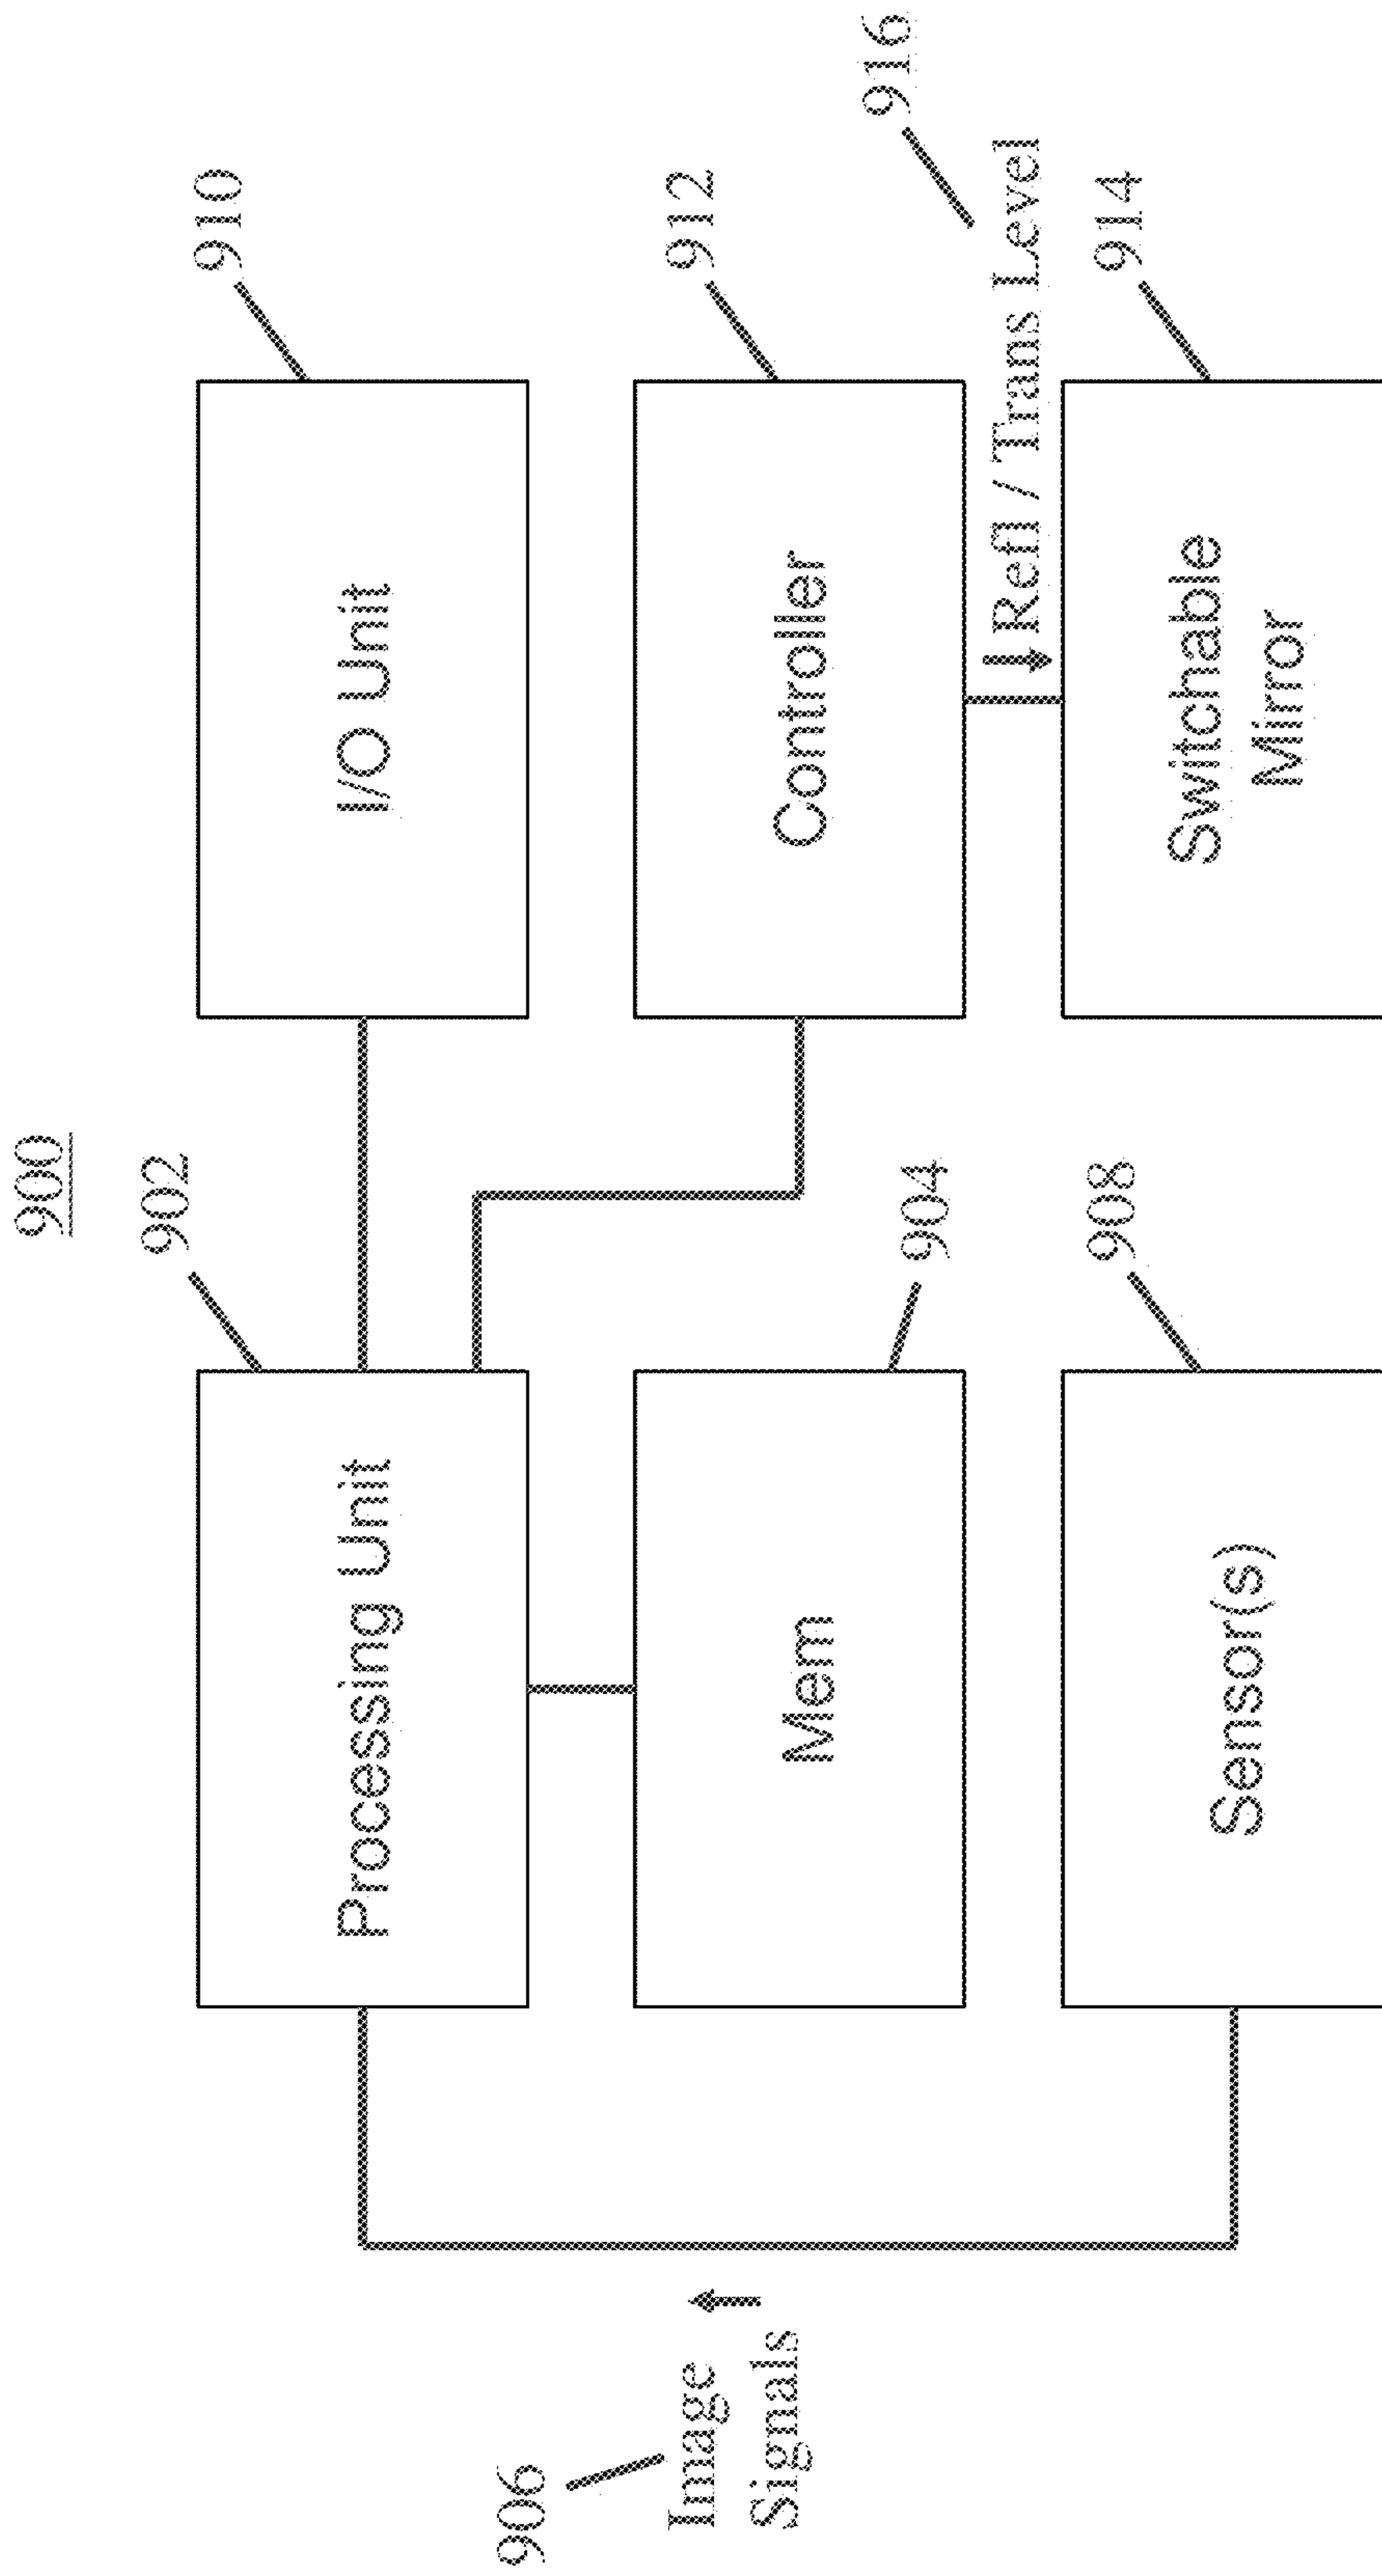 900
902
Processing Unit
910
I/O Unit
906
Image
Signals
904
Mem
912
Controller
916
Refl / Trans Level
908
Sensor(s)
914
Switchable
Mirror